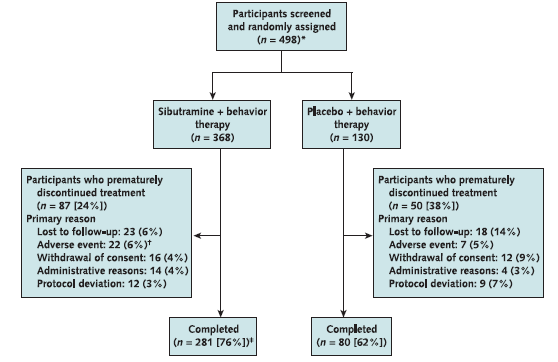 Participants screened
and randomly assigned
(n = 498)*
Sibutramine + behavior
therapy
(n = 368)
Placebo + behavior
therapy
(n = 130)
Participants who prematurely
discontinued treatment
(n = 87 [24%])
Primary reason
Lost to follow-up: 23 (6%)
Adverse event: 22 (6%)†
Withdrawal of consent: 16 (4%)
Administrative reasons: 14 (4%)
Protocol deviation: 12 (3%)
Participants who prematurely
discontinued treatment
(n = 50 [38%])
Primary reason
Lost to follow-up: 18 (14%)
Adverse event: 7 (5%)
Withdrawal of consent: 12 (9%)
Administrative reasons: 4 (3%)
Protocol deviation: 9 (7%)
Completed
(n = 281 [76%])‡
Completed
(n = 80 [62%])